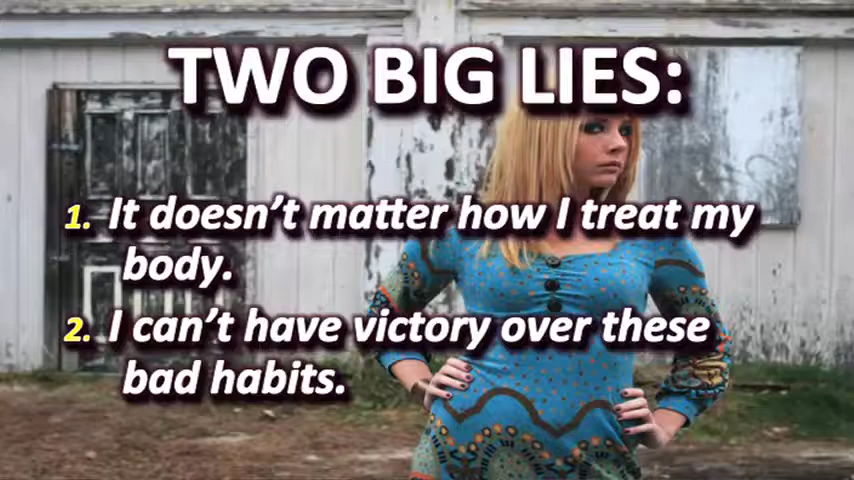 TWO BIG LIES:
1. It doesn't matter how I treat my
body.
2. I can't have victory over these
bad habits.